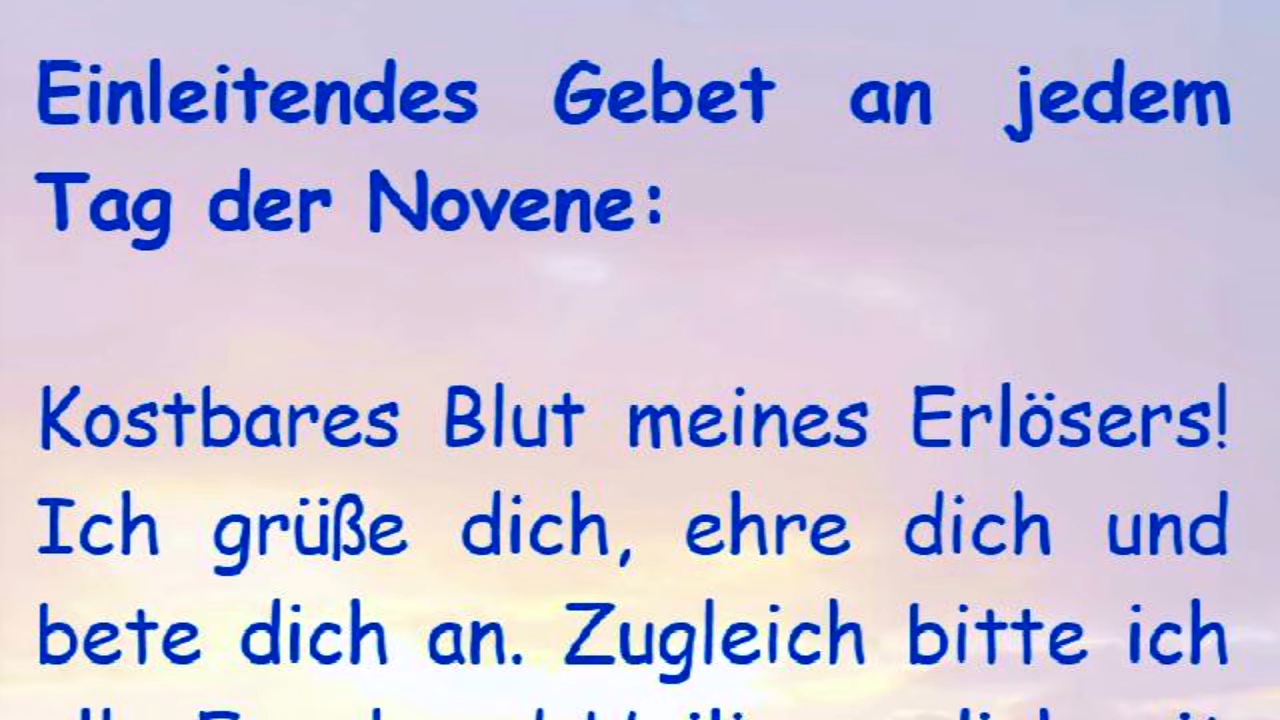 Einleitendes Gebet an jedem
Tag der Novene:
Kostbares Blut meines Erlösers!
Ich grüße dich, ehre dich und
bete dich an. Zugleich bitte ich